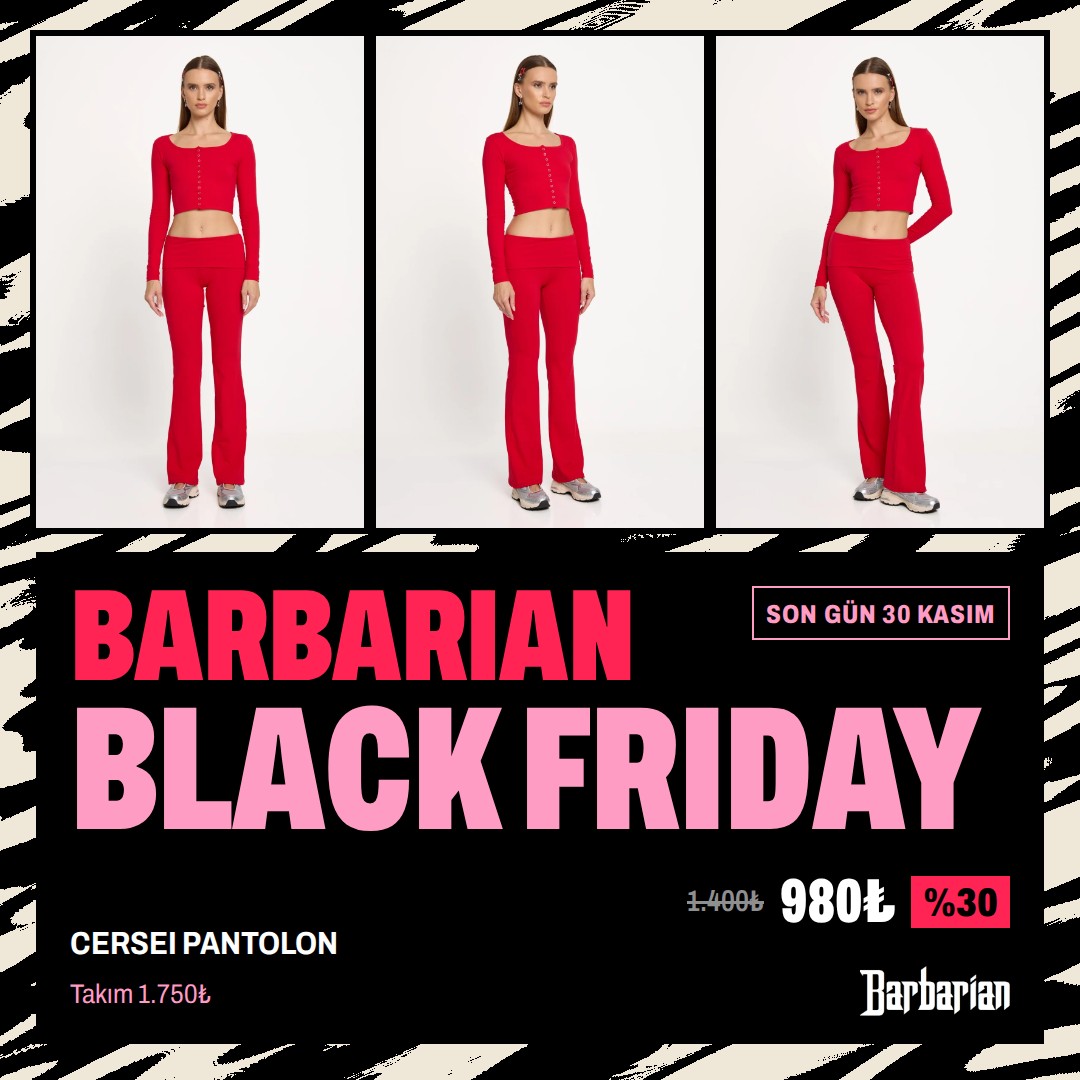 BARBARIAN
SON GÜN 30 KASIM
BLACK FRIDAY
1.400₺ 980₺ %30
CERSEI PANTOLON
Takım 1.750₺
Barbarian